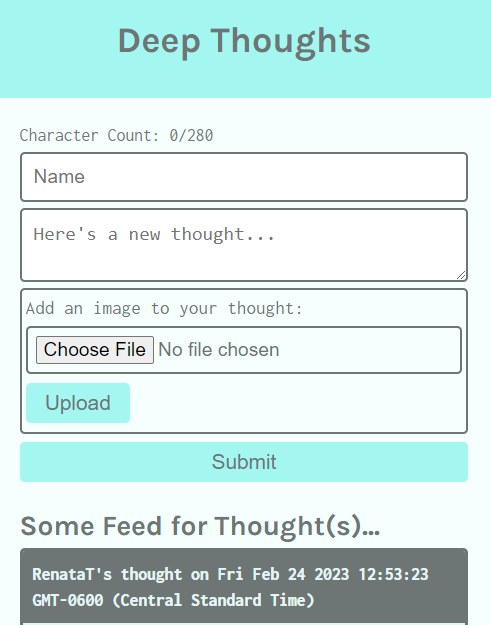 Deep Thoughts
Character Count: 0/280
Name
Here's a new thought...
Add an image to your thought:
Choose File No file chosen
Upload
Submit
Some Feed for Thought(s)...
RenataT's thought on Fri Feb 24 2023 12:53:23
GMT-0600 (Central Standard Time)